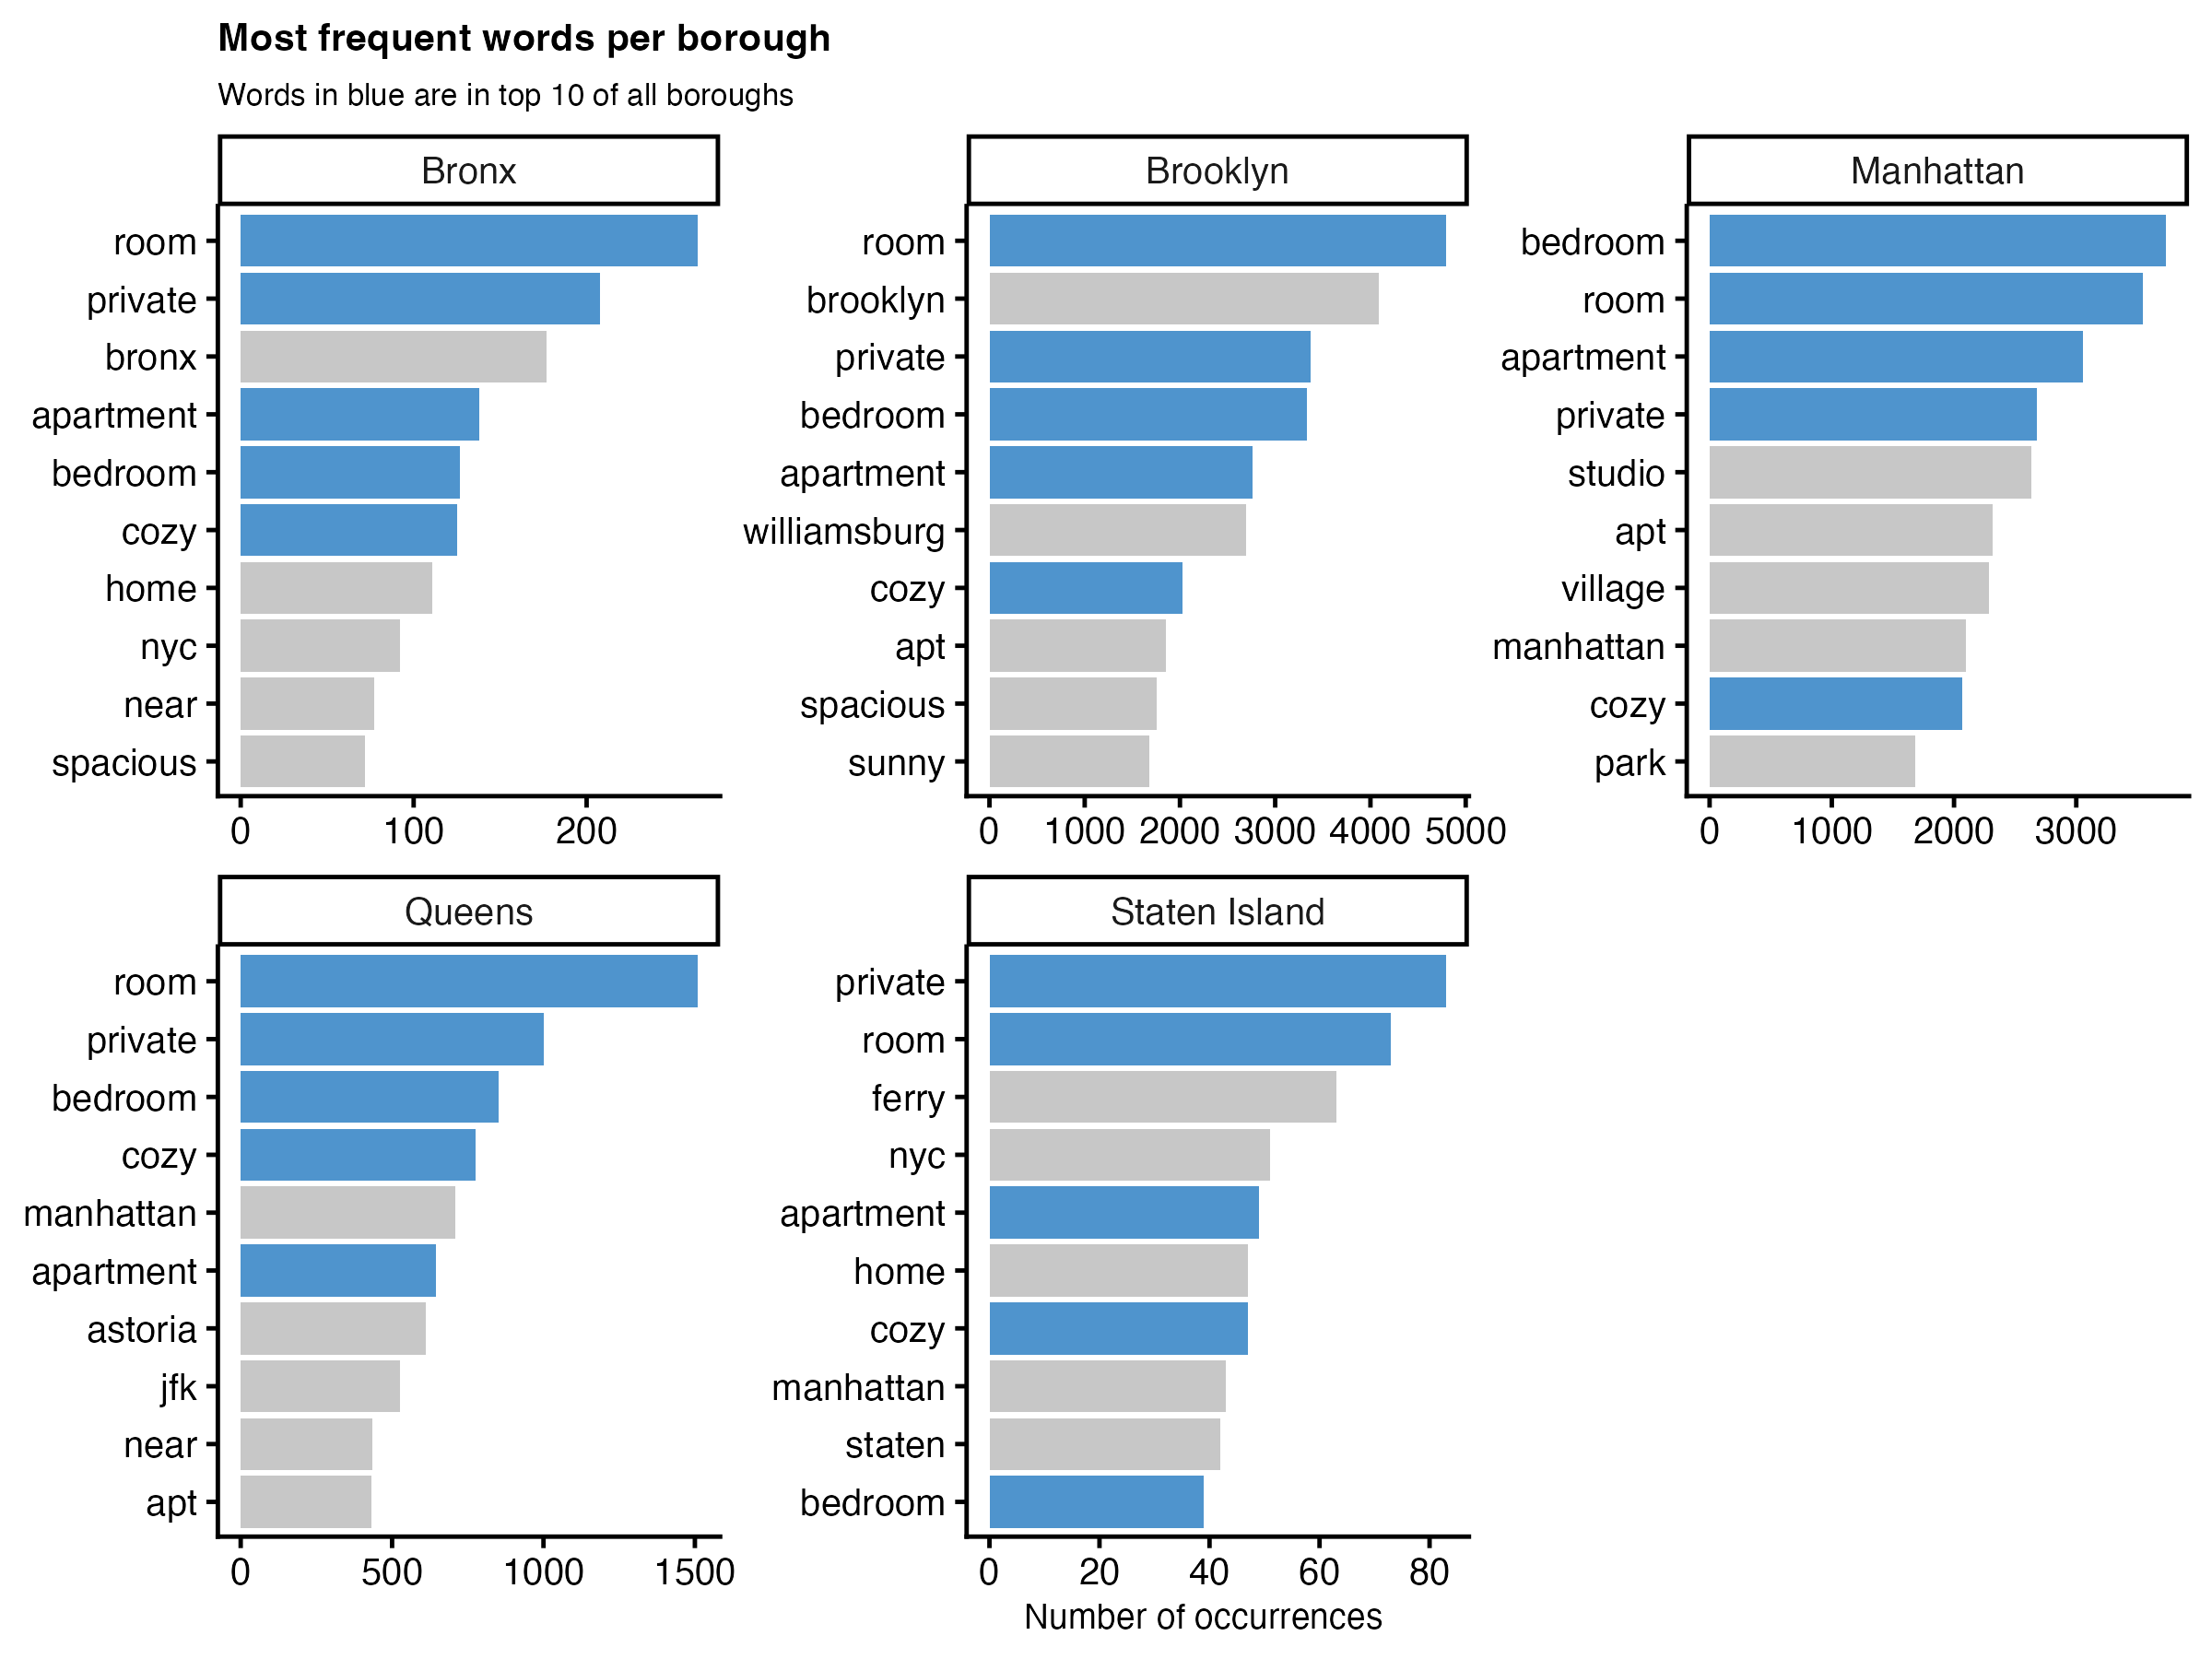 Most frequent words per borough
Words in blue are in top 10 of all boroughs
Bronx
room
private
bronx
apartment
bedroom
cozy
home
nyc
near
spacious
0 100 200
Brooklyn
room
brooklyn
private
bedroom
apartment
williamsburg
cozy
apt
spacious
sunny
0 1000 2000 3000 4000 5000
Manhattan
bedroom
room
apartment
private
studio
apt
village
manhattan
cozy
park
0 1000 2000 3000
Queens
room
private
bedroom
cozy
manhattan
apartment
astoria
jfk
near
apt
0 500 1000 1500
Staten Island
private
room
ferry
nyc
apartment
home
cozy
manhattan
staten
bedroom
0 20 40 60 80
Number of occurrences